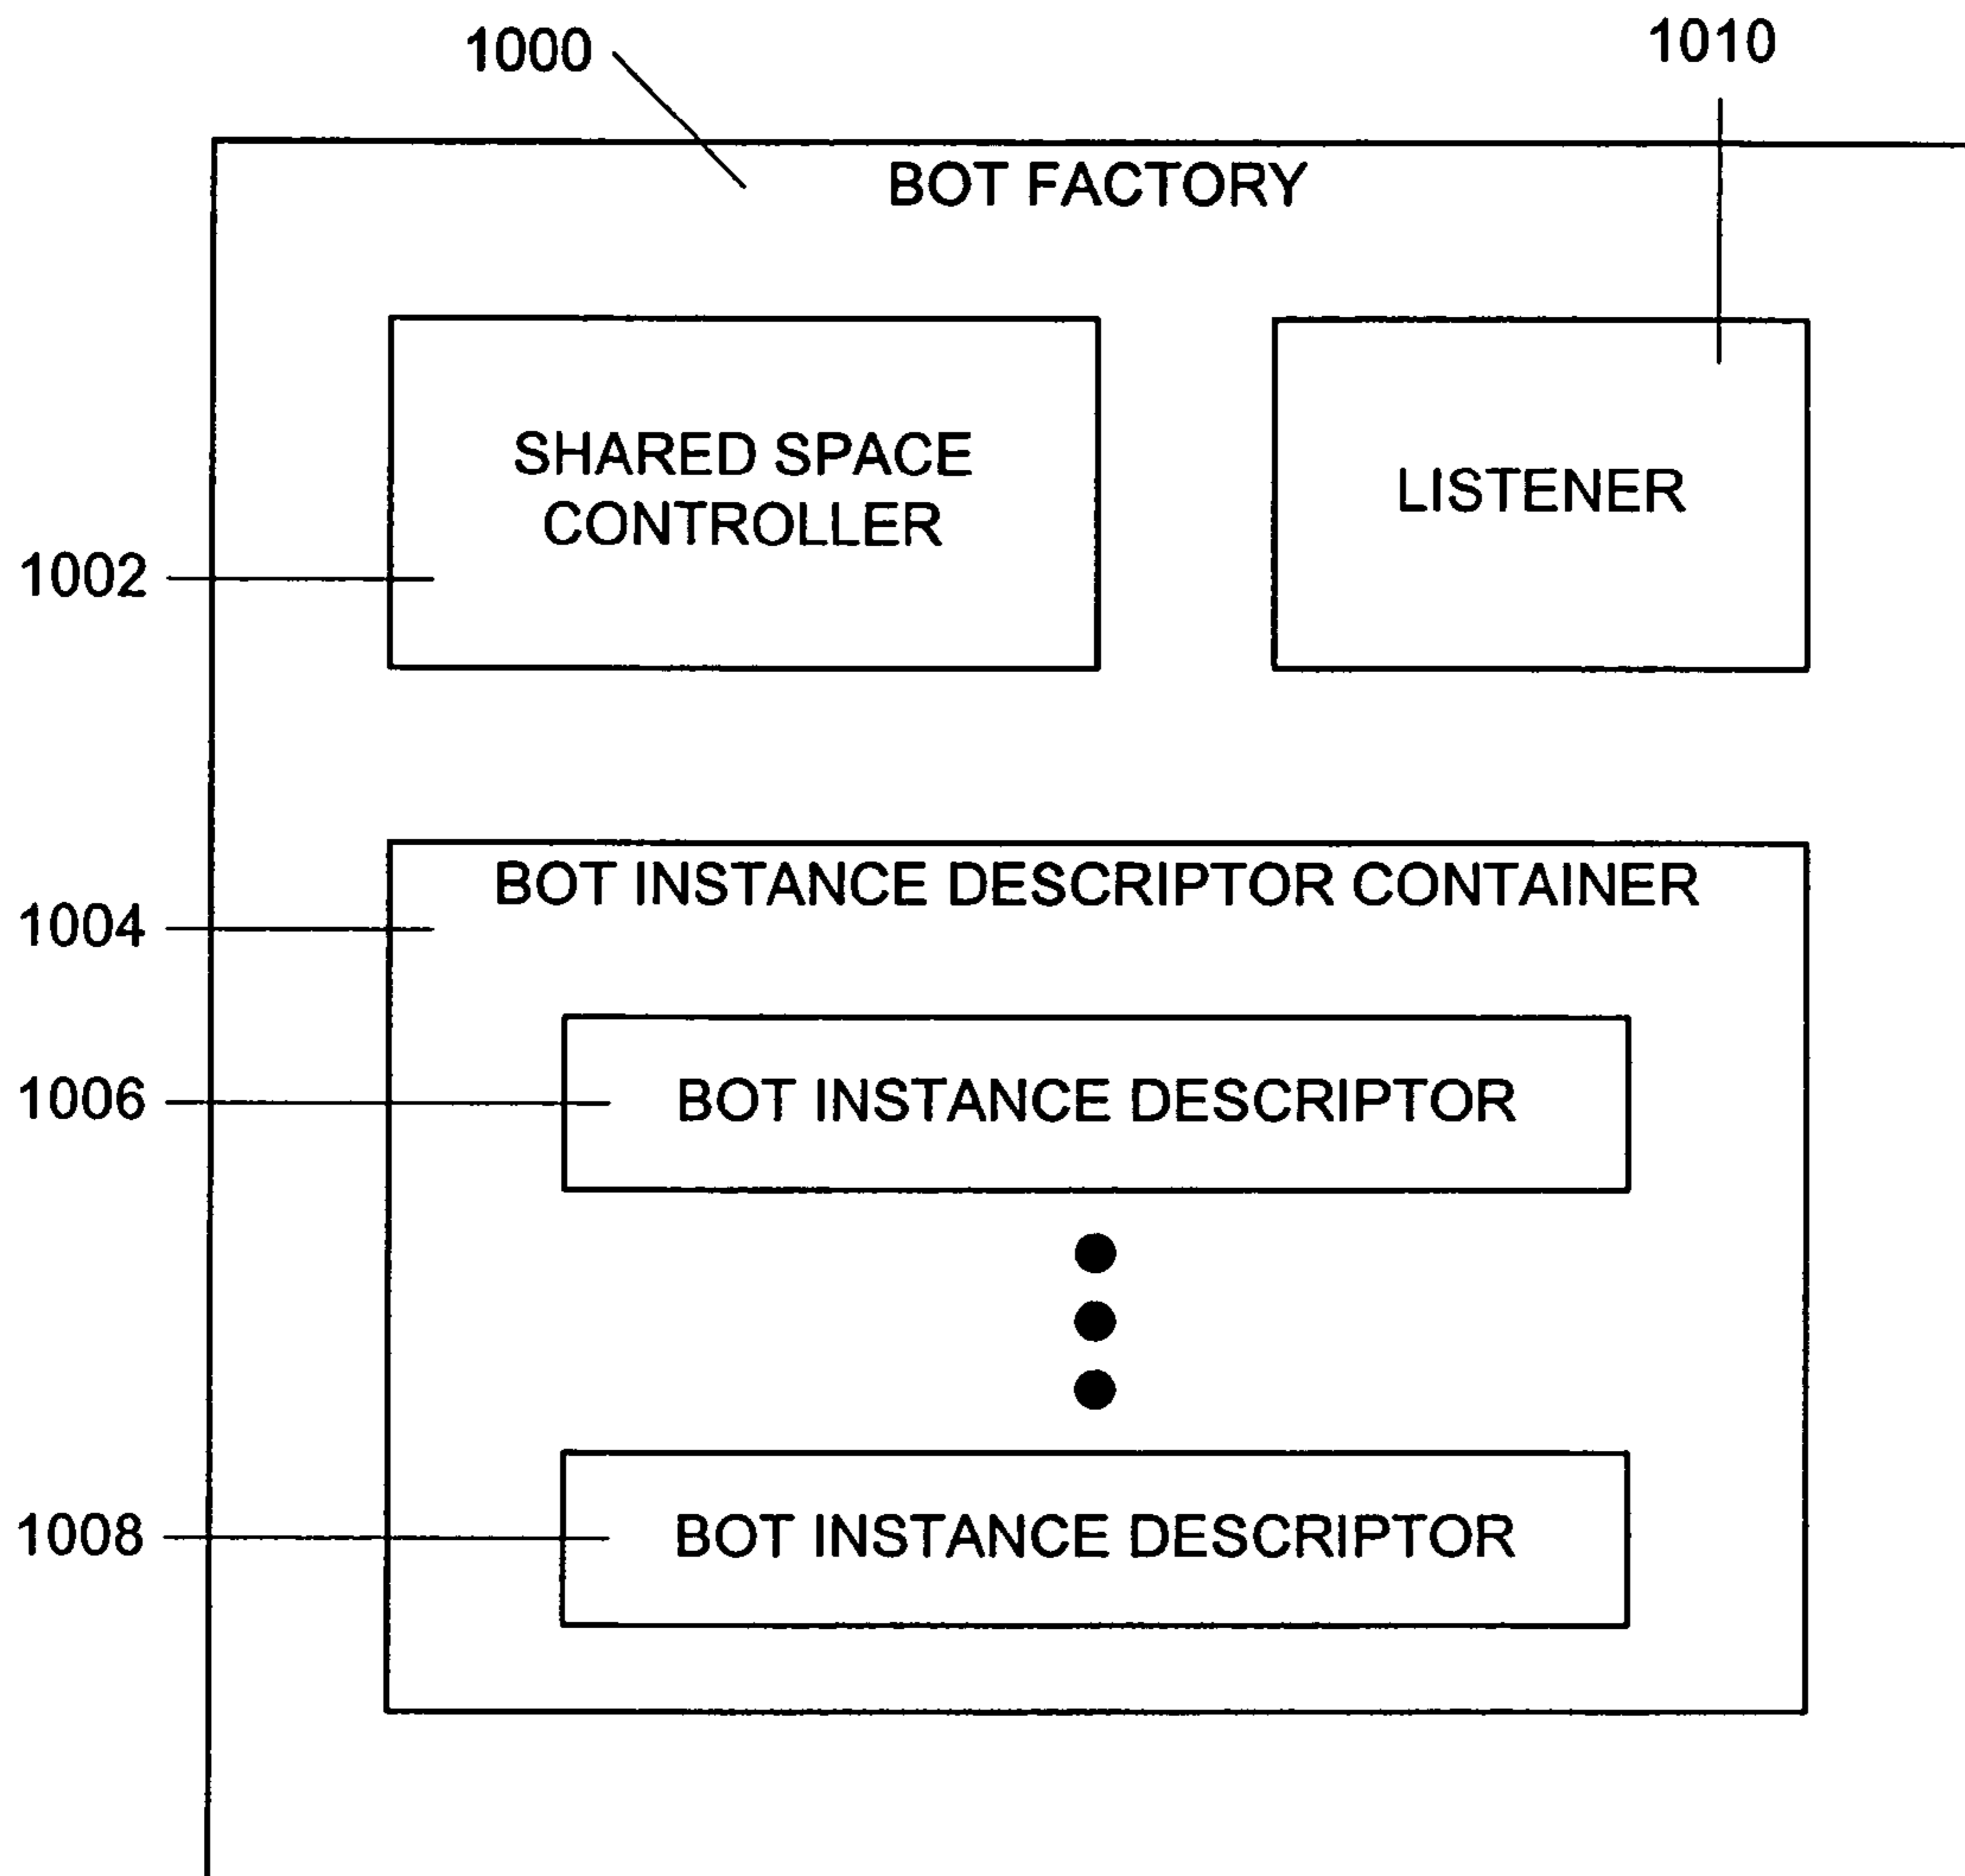 1000
1010
BOT FACTORY
SHARED SPACE
CONTROLLER
LISTENER
1002
BOT INSTANCE DESCRIPTOR CONTAINER
1004
BOT INSTANCE DESCRIPTOR
1006
BOT INSTANCE DESCRIPTOR
1008